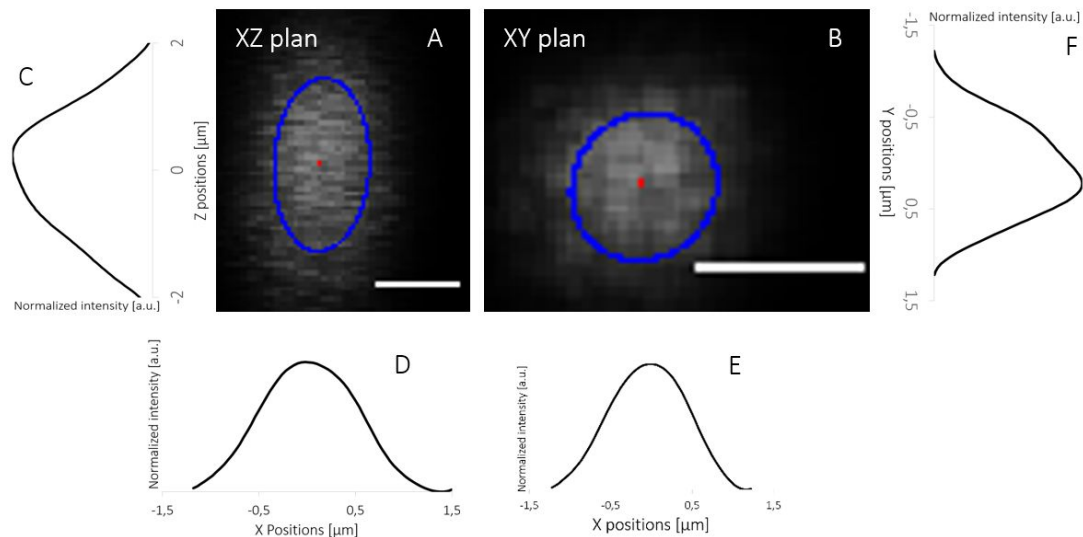 XZ plan
A
XY plan
B
C
2
0
-2
Z positions [µm]
Normalized intensity [a.u.]
Normalized intensity [a.u.]
F
-1,5
-0,5
0,5
1,5
Y positions [µm]
D
Normalized intensity [a.u.]
-1,5
-0,5
0,5
1,5
X Positions [µm]
E
Normalized intensity [a.u.]
-1,5
-0,5
0,5
1,5
X positions [µm]